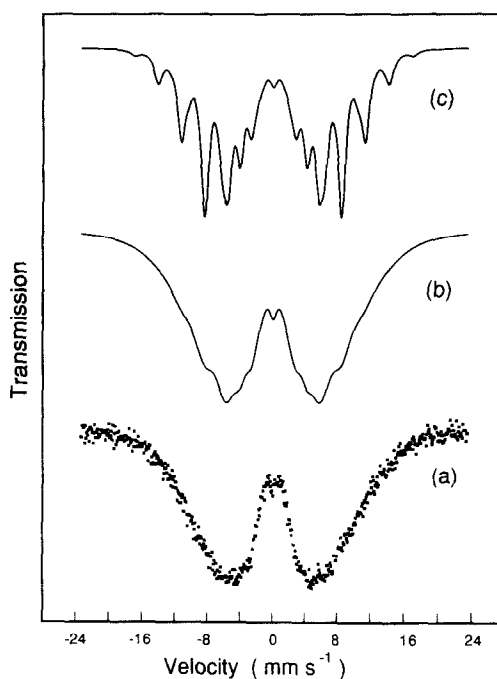 (c)
(b)
(a)
Transmission
-24 -16 -8 0 8 16 24
Velocity ( mm s⁻¹ )